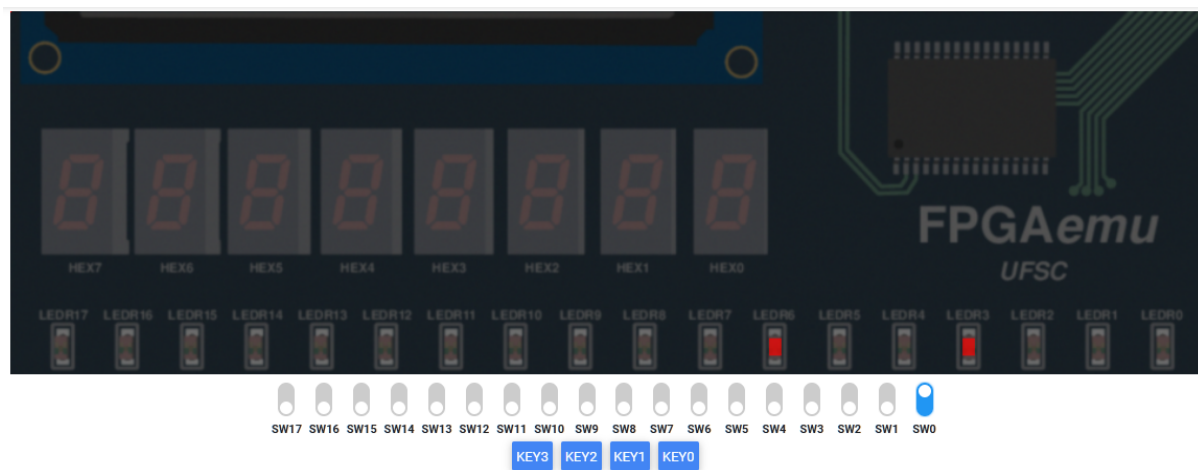 FPGAemu
UFSC
HEX7 HEX6 HEX5 HEX4 HEX3 HEX2 HEX1 HEX0
LEDR17 LEDR16 LEDR15 LEDR14 LEDR13 LEDR12 LEDR11 LEDR10 LEDR9 LEDR8 LEDR7 LEDR6 LEDR5 LEDR4 LEDR3 LEDR2 LEDR1 LEDR0
SW17 SW16 SW15 SW14 SW13 SW12 SW11 SW10 SW9 SW8 SW7 SW6 SW5 SW4 SW3 SW2 SW1 SW0
KEY3 KEY2 KEY1 KEY0